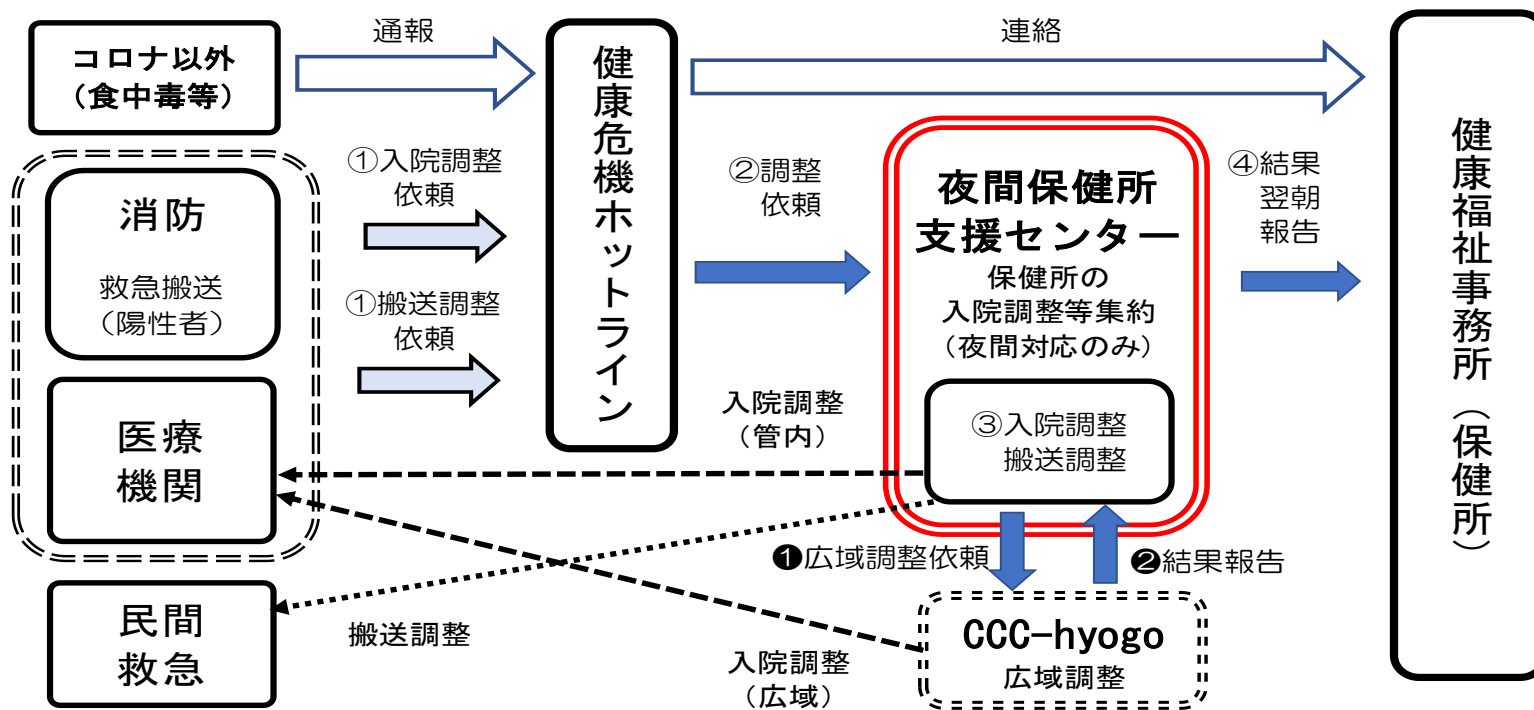 コロナ以外
（食中毒等）
通報
健康危機ホットライン
連絡
健康福祉事務所（保健所）
消防
救急搬送
（陽性者）
医療
機関
民間
救急
①入院調整
依頼
①搬送調整
依頼
②調整
依頼
夜間保健所
支援センター
保健所の
入院調整等集約
（夜間対応のみ）
③入院調整
搬送調整
④結果
翌朝
報告
入院調整
（管内）
❶広域調整依頼
❷結果報告
搬送調整
入院調整
（広域）
CCC-hyogo
広域調整